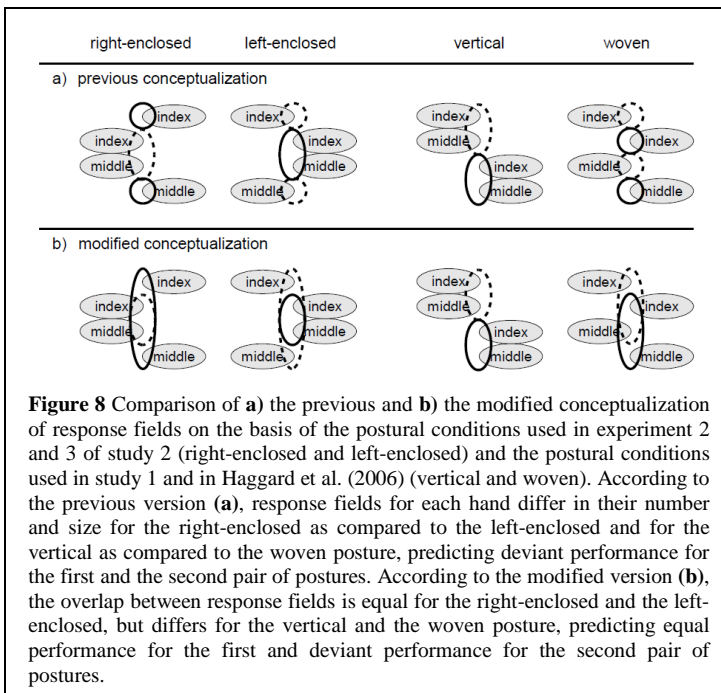 right-enclosed left-enclosed vertical woven
a) previous conceptualization
index index index index
index index middle index
middle middle index middle
middle middle middle middle
b) modified conceptualization
index index index index
index index middle index
middle middle index middle
middle middle middle middle
Figure 8 Comparison of a) the previous and b) the modified conceptualization
of response fields on the basis of the postural conditions used in experiment 2
and 3 of study 2 (right-enclosed and left-enclosed) and the postural conditions
used in study 1 and in Haggard et al. (2006) (vertical and woven). According to
the previous version (a), response fields for each hand differ in their number
and size for the right-enclosed as compared to the left-enclosed and for the
vertical as compared to the woven posture, predicting deviant performance for
the first and the second pair of postures. According to the modified version (b),
the overlap between response fields is equal for the right-enclosed and the left-
enclosed, but differs for the vertical and the woven posture, predicting equal
performance for the first and deviant performance for the second pair of
postures.